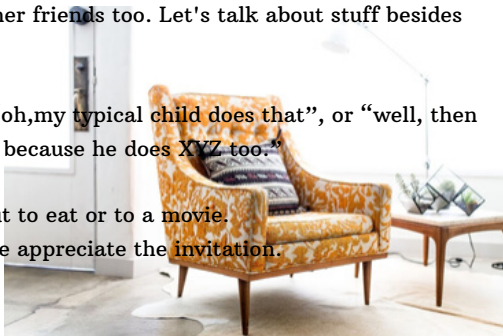 her friends too. Let's talk about stuff besides
oh,my typical child does that”, or “well, then
because he does XYZ too.”
to eat or to a movie.
appreciate the invitation.